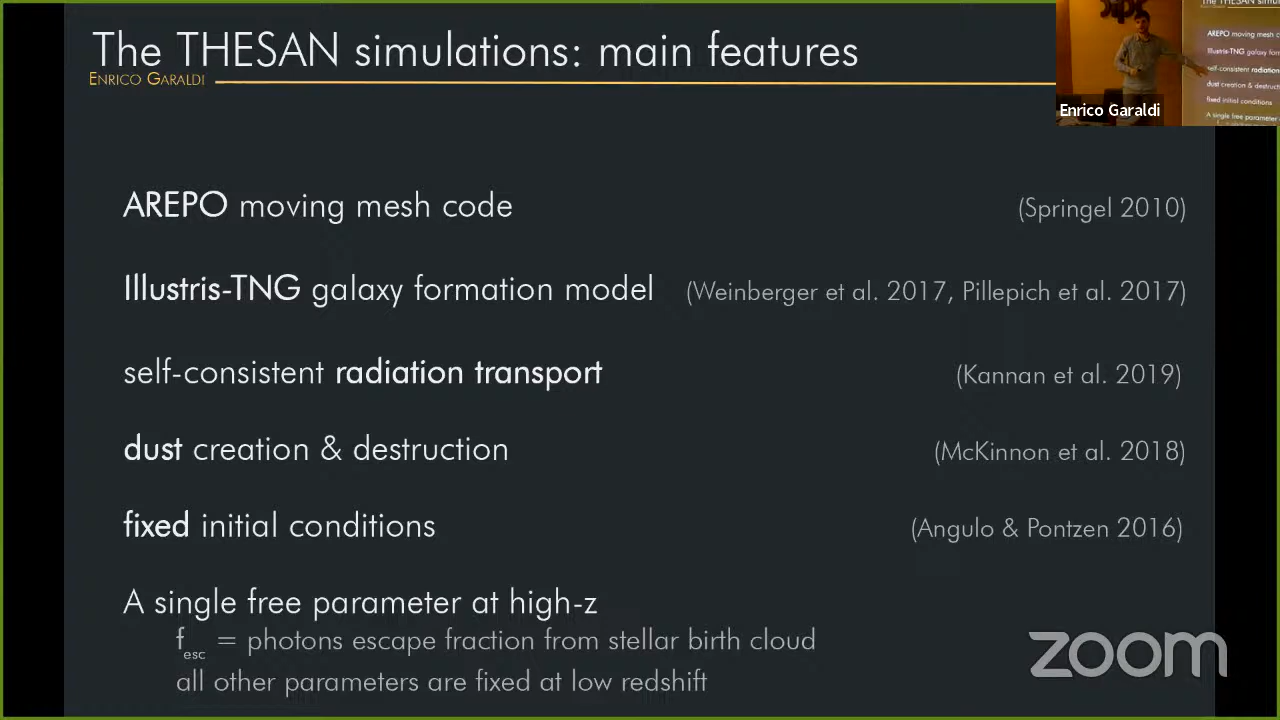 The THESAN simulations: main features
ENRICO GARALDI
Enrico Garaldi
AREPO moving mesh code (Springel 2010)
Illustris-TNG galaxy formation model (Weinberger et al. 2017, Pillepich et al. 2017)
self-consistent radiation transport (Kannan et al. 2019)
dust creation & destruction (McKinnon et al. 2018)
fixed initial conditions (Angulo & Pontzen 2016)
A single free parameter at high-z
fesc = photons escape fraction from stellar birth cloud
all other parameters are fixed at low redshift
zoom